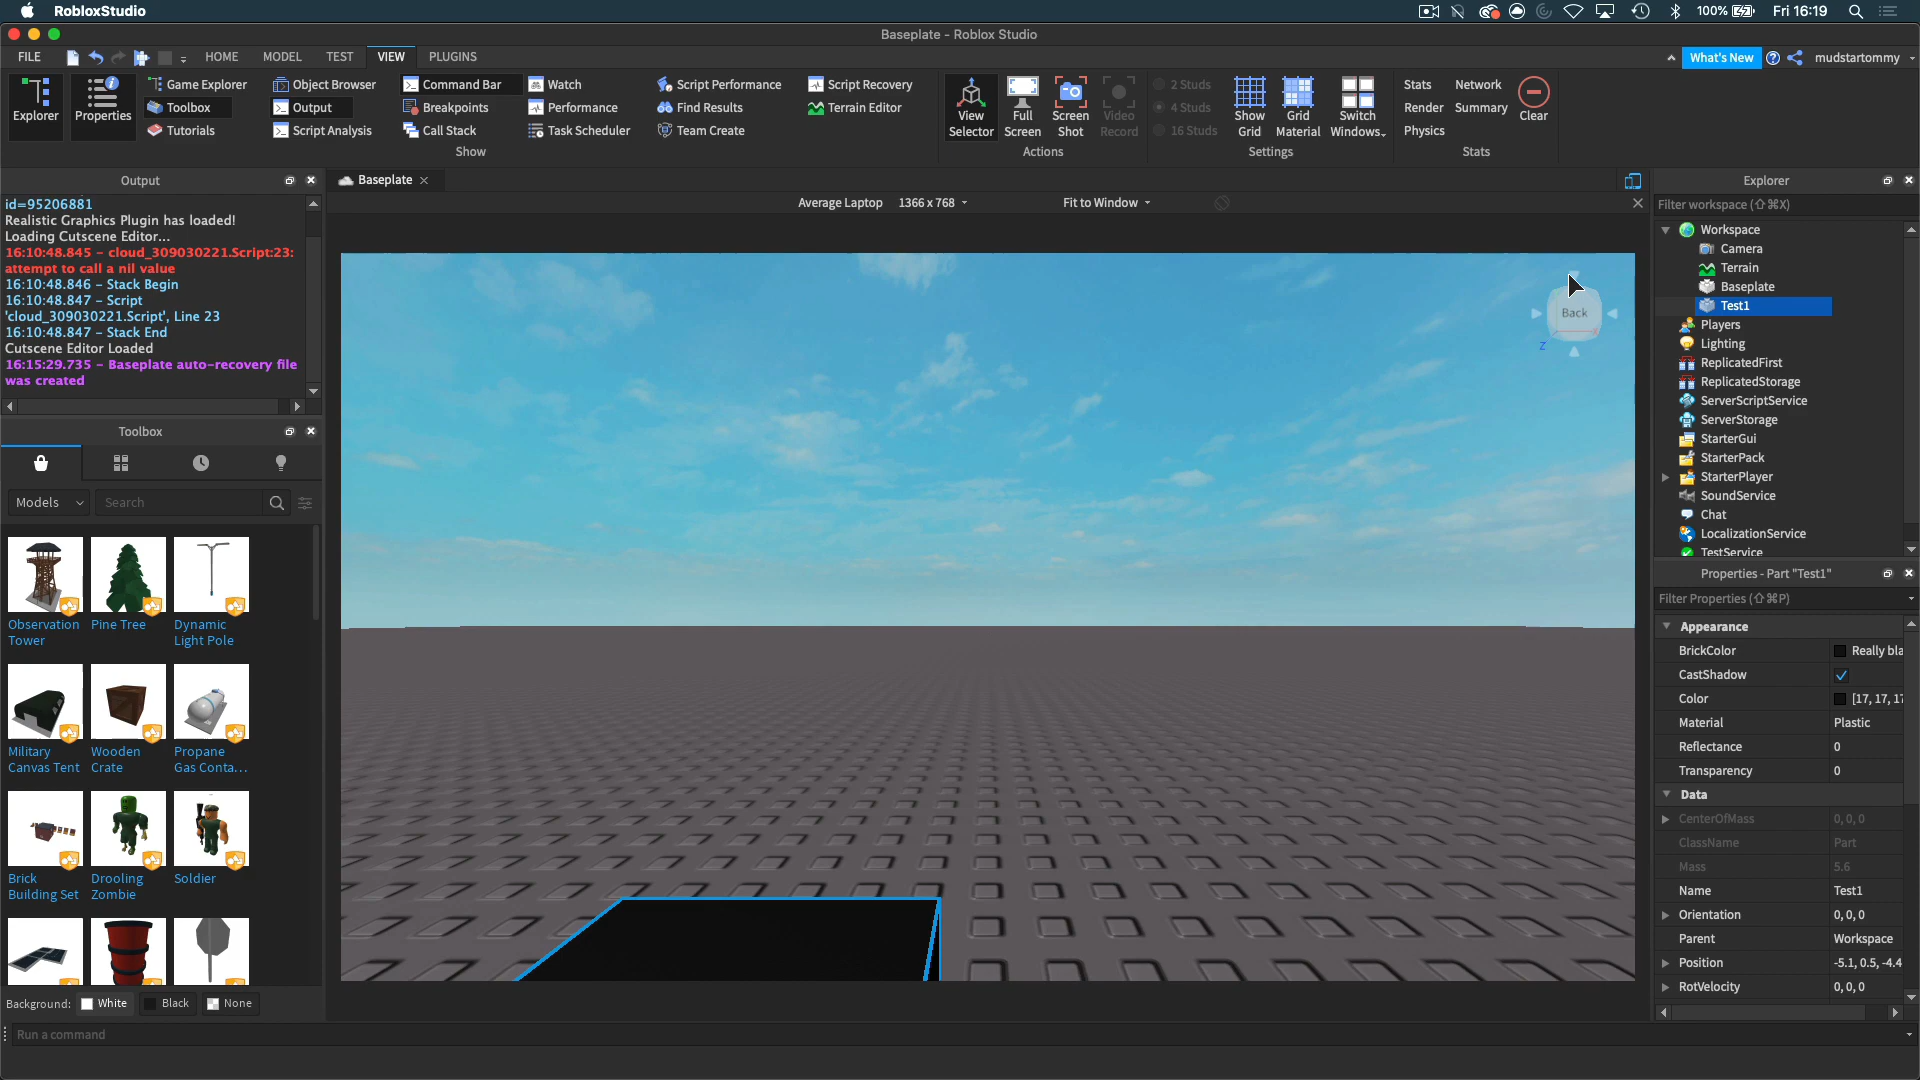 RobloxStudio
100%
Fri 16:19
Baseplate - Roblox Studio
FILE
HOME
MODEL
TEST
VIEW
PLUGINS
What's New
mudstartommy
Explorer
Properties
Game Explorer
Toolbox
Tutorials
Object Browser
Output
Script Analysis
Command Bar
Breakpoints
Call Stack
Watch
Performance
Task Scheduler
Script Performance
Find Results
Team Create
Script Recovery
Terrain Editor
Show
View
Selector
Full
Screen
Screen
Shot
Video
Record
Actions
2 Studs
4 Studs
16 Studs
Show
Grid
Grid
Material
Switch
Windows
Settings
Stats
Network
Render
Summary
Physics
Clear
Stats
Output
id=95206881
Realistic Graphics Plugin has loaded!
Loading Cutscene Editor...
16:10:48.845 - cloud_309030221.Script:23:
attempt to call a nil value
16:10:48.846 - Stack Begin
16:10:48.847 - Script
'cloud_309030221.Script', Line 23
16:10:48.847 - Stack End
Cutscene Editor Loaded
16:15:29.735 - Baseplate auto-recovery file
was created
Toolbox
Models
Search
Observation
Tower
Pine Tree
Dynamic
Light Pole
Military
Canvas Tent
Wooden
Crate
Propane
Gas Conta...
Brick
Building Set
Drooling
Zombie
Soldier
Background:
White
Black
None
Run a command
Baseplate
Average Laptop
1366 x 768
Fit to Window
Back
Z
Explorer
Filter workspace (⇧⌘X)
Workspace
Camera
Terrain
Baseplate
Test1
Players
Lighting
ReplicatedFirst
ReplicatedStorage
ServerScriptService
ServerStorage
StarterGui
StarterPack
StarterPlayer
SoundService
Chat
LocalizationService
TestService
Properties - Part "Test1"
Filter Properties (⇧⌘P)
Appearance
BrickColor
Really bla
CastShadow
Color
[17, 17, 17
Material
Plastic
Reflectance
0
Transparency
0
Data
CenterOfMass
0, 0, 0
ClassName
Part
Mass
5.6
Name
Test1
Orientation
0, 0, 0
Parent
Workspace
Position
-5.1, 0.5, -4.4
RotVelocity
0, 0, 0